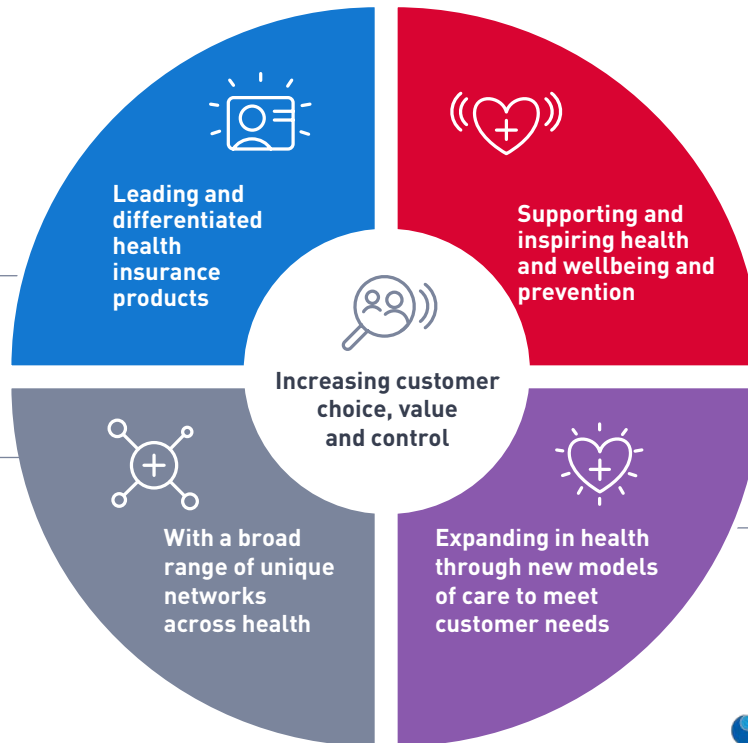 Leading and
differentiated
health
insurance
products
Supporting and
inspiring health
and wellbeing and
prevention
Increasing customer
choice, value
and control
With a broad
range of unique
networks
across health
Expanding in health
through new models
of care to meet
customer needs